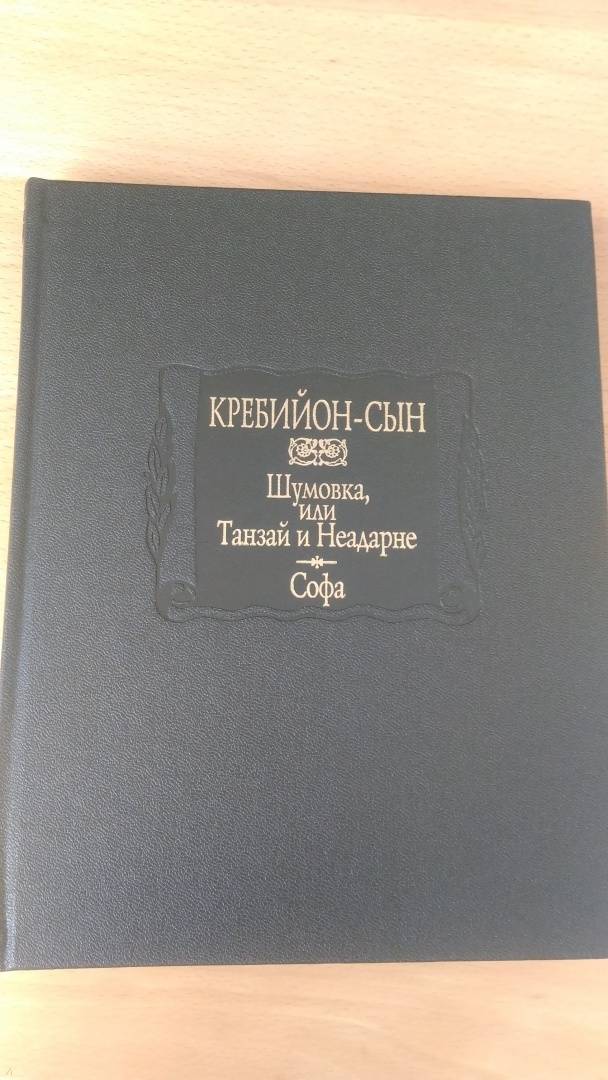 КРЕБИЙОН-СЫН
Шумовка,
или
Танзай и Неадарне
Софа